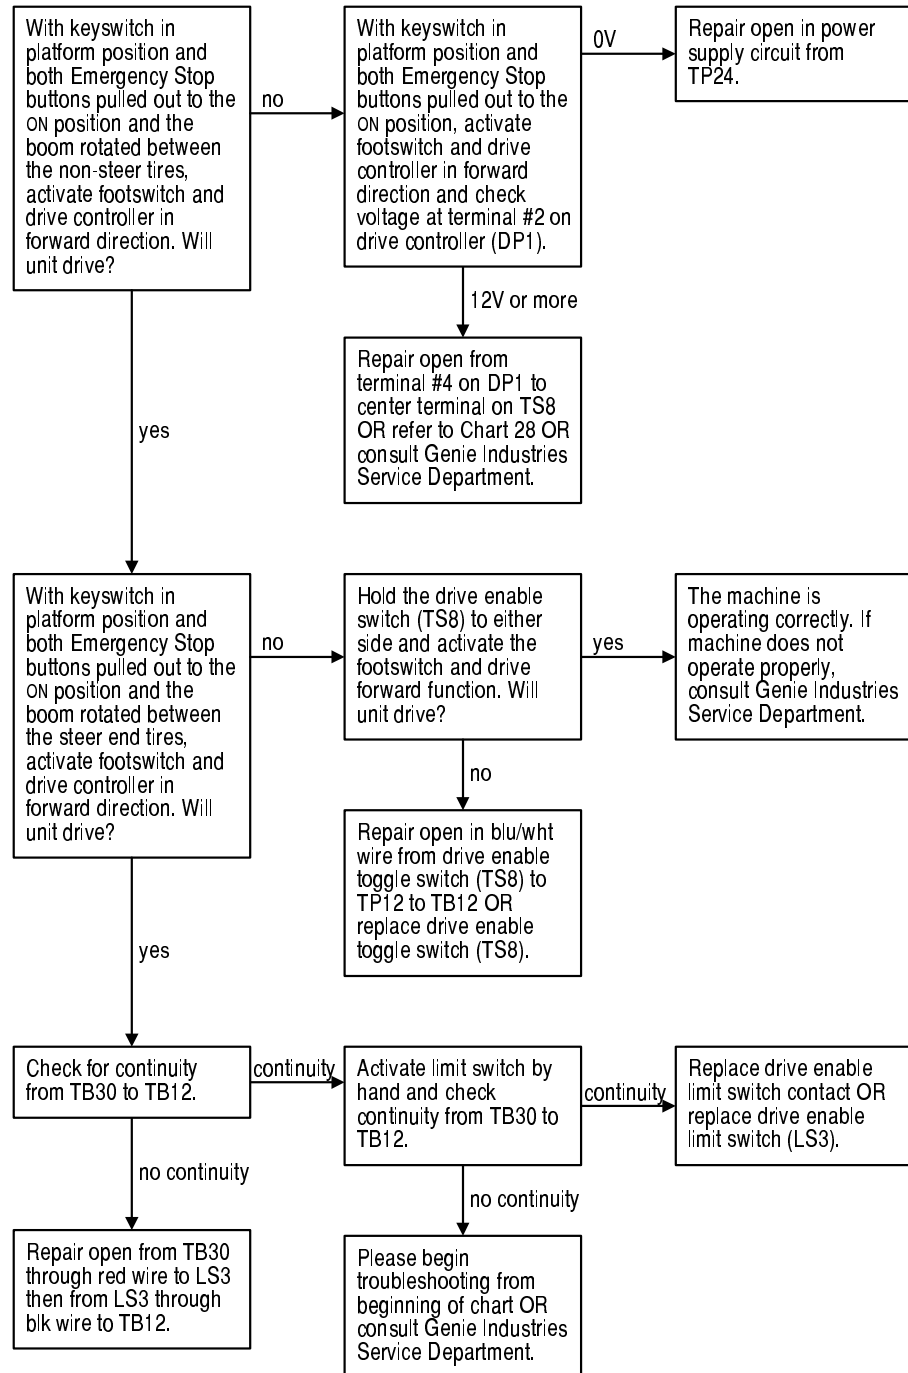 With keyswitch in
platform position and
both Emergency Stop
buttons pulled out to the
ON position and the
boom rotated between
the non-steer tires,
activate footswitch and
drive controller in
forward direction. Will
unit drive?
no
With keyswitch in
platform position and
both Emergency Stop
buttons pulled out to the
ON position, activate
footswitch and drive
controller in forward
direction and check
voltage at terminal #2 on
drive controller (DP1).
0V
Repair open in power
supply circuit from
TP24.
12V or more
Repair open from
terminal #4 on DP1 to
center terminal on TS8
OR refer to Chart 28 OR
consult Genie Industries
Service Department.
yes
With keyswitch in
platform position and
both Emergency Stop
buttons pulled out to the
ON position and the
boom rotated between
the steer end tires,
activate footswitch and
drive controller in
forward direction. Will
unit drive?
no
Hold the drive enable
switch (TS8) to either
side and activate the
footswitch and drive
forward function. Will
unit drive?
yes
The machine is
operating correctly. If
machine does not
operate properly,
consult Genie Industries
Service Department.
no
Repair open in blu/wht
wire from drive enable
toggle switch (TS8) to
TP12 to TB12 OR
replace drive enable
toggle switch (TS8).
yes
Check for continuity
from TB30 to TB12.
continuity
Activate limit switch by
hand and check
continuity from TB30 to
TB12.
continuity
Replace drive enable
limit switch contact OR
replace drive enable
limit switch (LS3).
no continuity
Repair open from TB30
through red wire to LS3
then from LS3 through
blk wire to TB12.
no continuity
Please begin
troubleshooting from
beginning of chart OR
consult Genie Industries
Service Department.